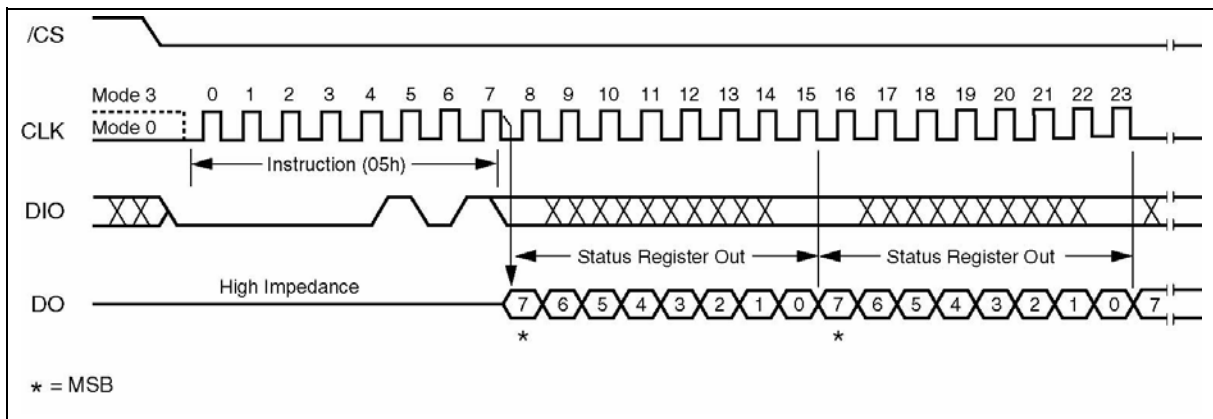 /CS
Mode 3 0 1 2 3 4 5 6 7 8 9 10 11 12 13 14 15 16 17 18 19 20 21 22 23
CLK Mode 0
Instruction (05h)
DIO
Status Register Out Status Register Out
High Impedance
DO 7 6 5 4 3 2 1 0 7 6 5 4 3 2 1 0 7
* *
* = MSB